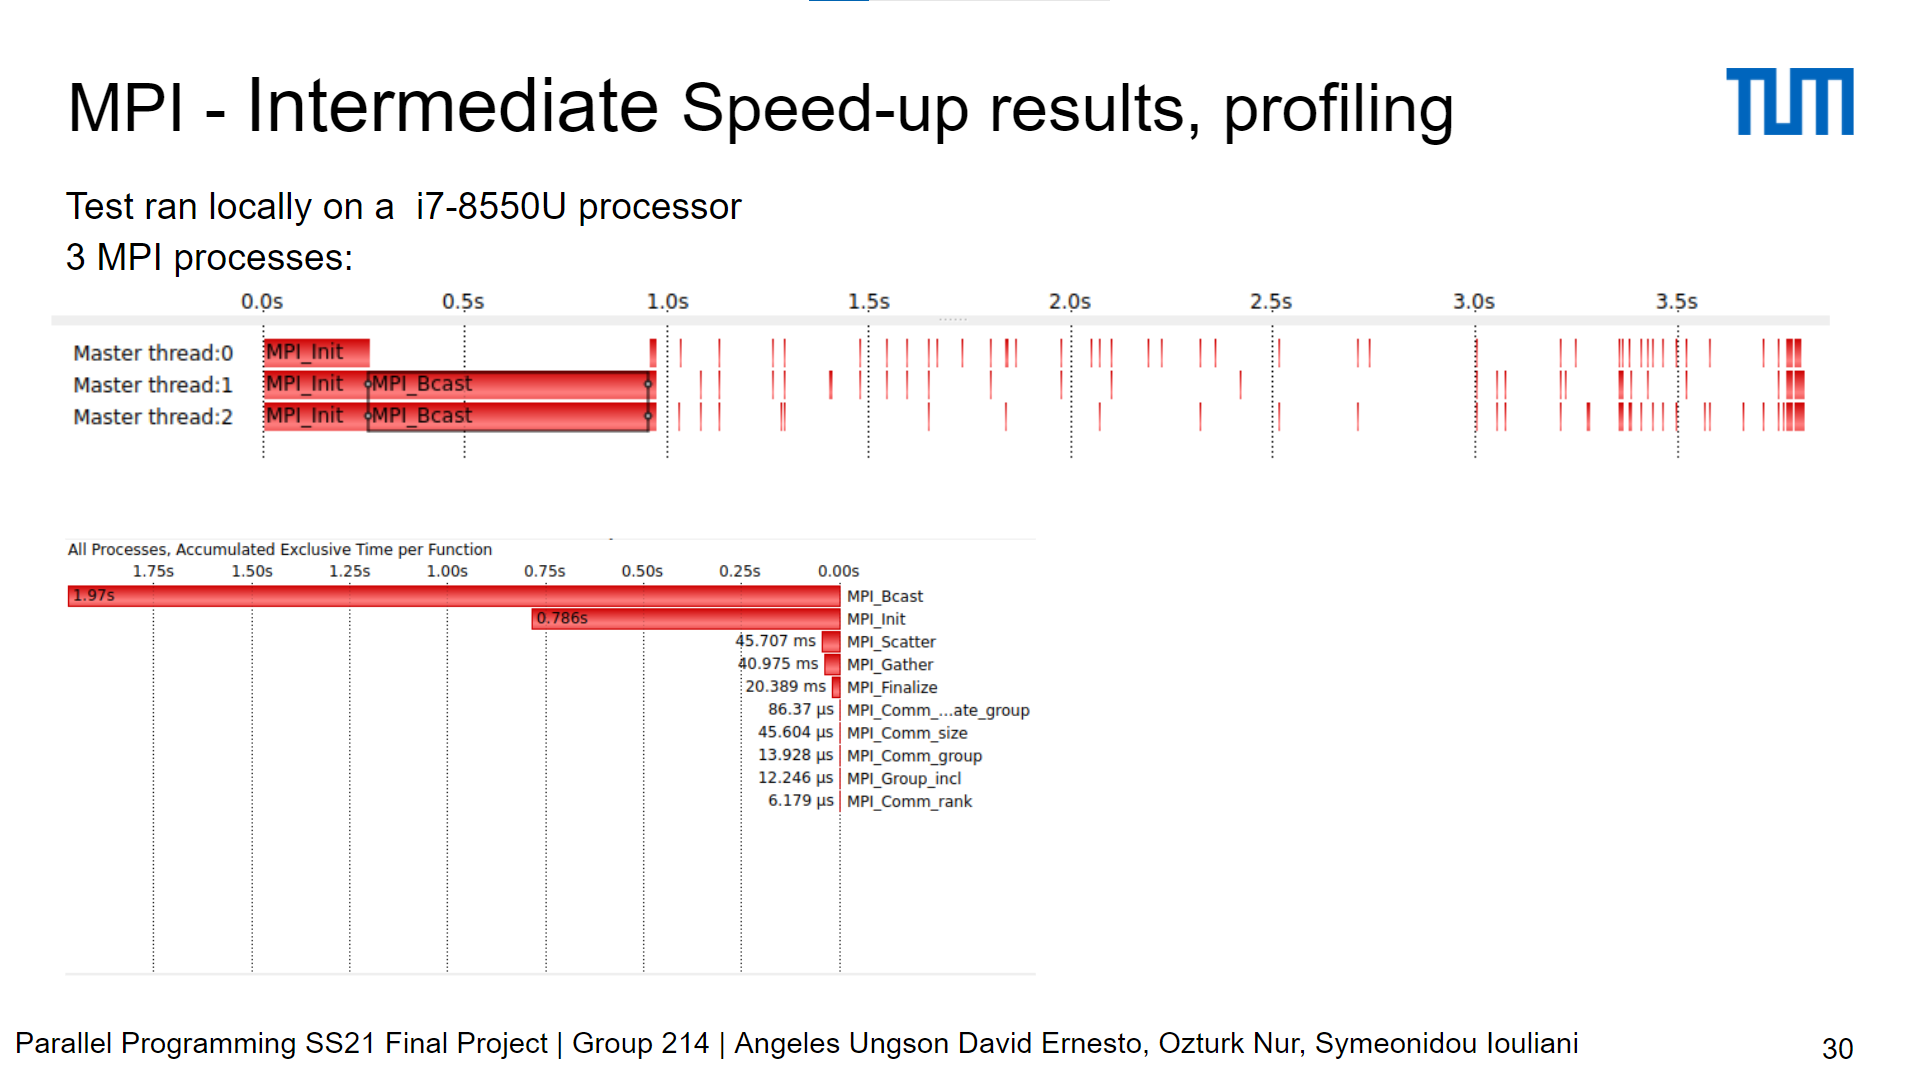 MPI - Intermediate Speed-up results, profiling
TUM
Test ran locally on a i7-8550U processor
3 MPI processes:
0.0s 0.5s 1.0s 1.5s 2.0s 2.5s 3.0s 3.5s
Master thread:0 MPI_Init
Master thread:1 MPI_Init MPI_Bcast
Master thread:2 MPI_Init MPI_Bcast
All Processes, Accumulated Exclusive Time per Function
1.75s 1.50s 1.25s 1.00s 0.75s 0.50s 0.25s 0.00s
1.97s MPI_Bcast
0.786s MPI_Init
45.707 ms MPI_Scatter
40.975 ms MPI_Gather
20.389 ms MPI_Finalize
86.37 µs MPI_Comm_...ate_group
45.604 µs MPI_Comm_size
13.928 µs MPI_Comm_group
12.246 µs MPI_Group_incl
6.179 µs MPI_Comm_rank
Parallel Programming SS21 Final Project | Group 214 | Angeles Ungson David Ernesto, Ozturk Nur, Symeonidou Iouliani
30